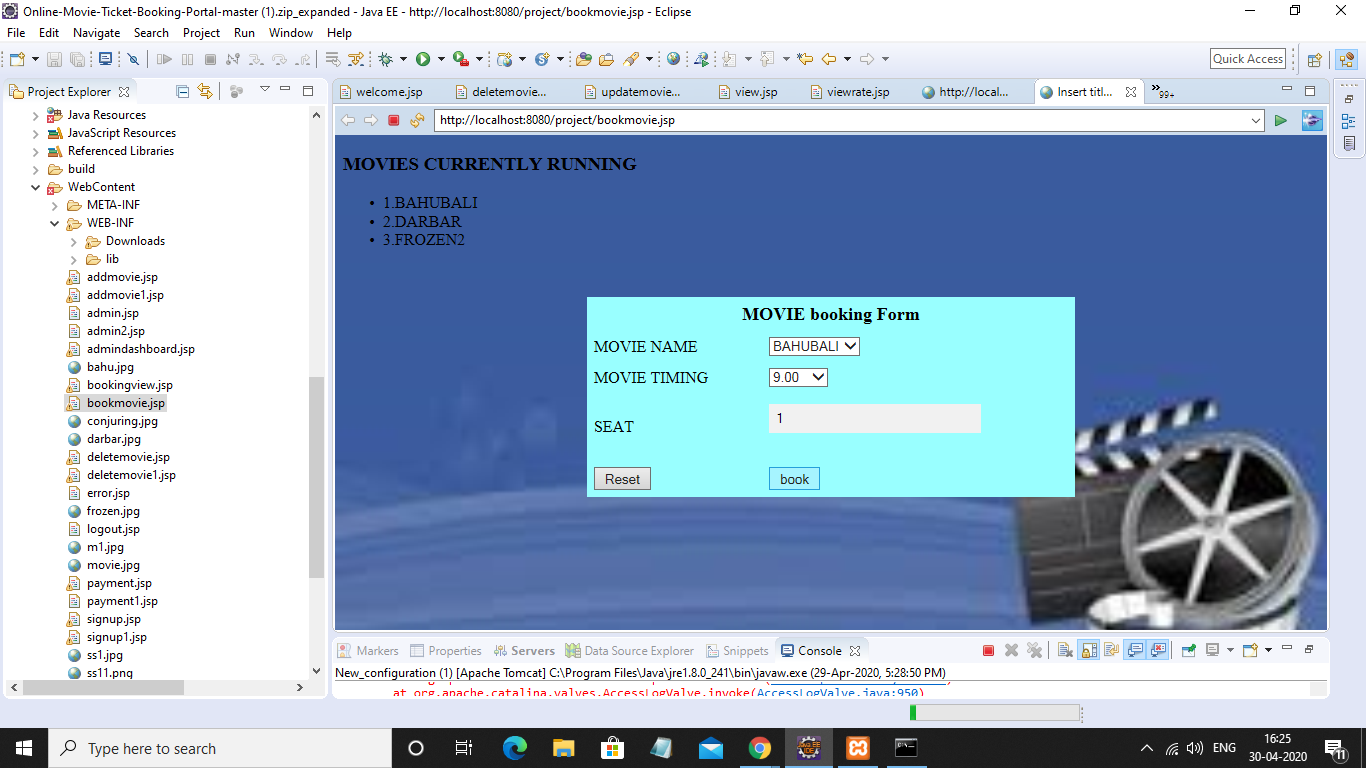 Online-Movie-Ticket-Booking-Portal-master (1).zip_expanded - Java EE - http://localhost:8080/project/bookmovie.jsp - Eclipse
File Edit Navigate Search Project Run Window Help
Quick Access
Project Explorer
Java Resources
JavaScript Resources
Referenced Libraries
build
WebContent
META-INF
WEB-INF
Downloads
lib
addmovie.jsp
addmovie1.jsp
admin.jsp
admin2.jsp
admindashboard.jsp
bahu.jpg
bookingview.jsp
bookmovie.jsp
conjuring.jpg
darbar.jpg
deletemovie.jsp
deletemovie1.jsp
error.jsp
frozen.jpg
logout.jsp
m1.jpg
movie.jpg
payment.jsp
payment1.jsp
signup.jsp
signup1.jsp
ss1.jpg
ss11.png
welcome.jsp deletemovie... updatemovie... view.jsp viewrate.jsp http://local... Insert titl... »99+
http://localhost:8080/project/bookmovie.jsp
MOVIES CURRENTLY RUNNING
• 1.BAHUBALI
• 2.DARBAR
• 3.FROZEN2
MOVIE booking Form
MOVIE NAME BAHUBALI
MOVIE TIMING 9.00
SEAT 1
Reset book
Markers Properties Servers Data Source Explorer Snippets Console
New_configuration (1) [Apache Tomcat] C:\Program Files\Java\jre1.8.0_241\bin\javaw.exe (29-Apr-2020, 5:28:50 PM)
at org.apache.catalina.valves.AccessLogValve.invoke(AccessLogValve.java:950)
Type here to search
ENG
16:25
30-04-2020
11